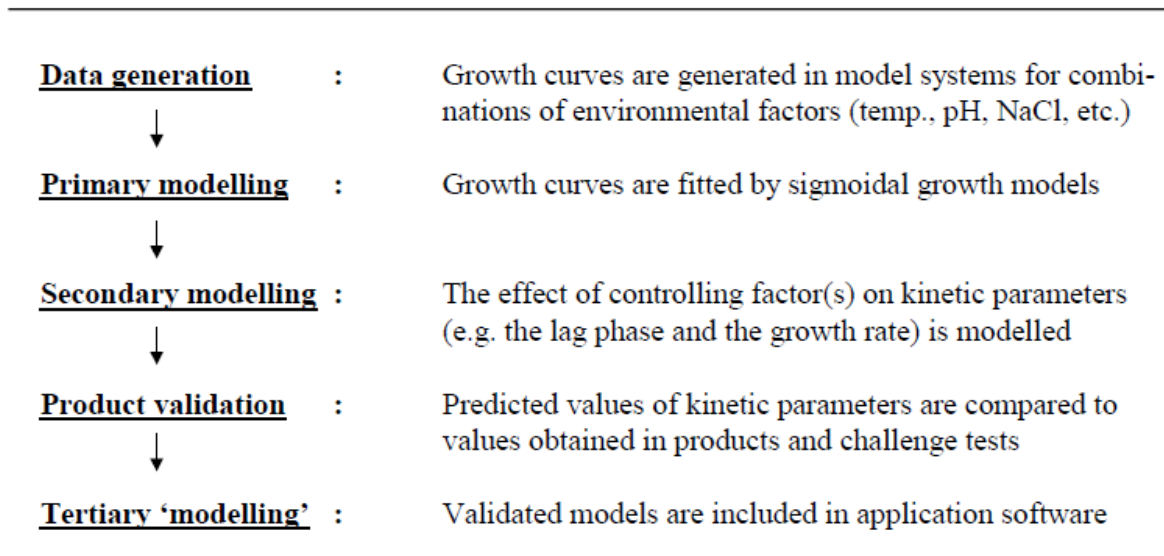 Data generation : Growth curves are generated in model systems for combi-
nations of environmental factors (temp., pH, NaCl, etc.)
Primary modelling : Growth curves are fitted by sigmoidal growth models
Secondary modelling : The effect of controlling factor(s) on kinetic parameters
(e.g. the lag phase and the growth rate) is modelled
Product validation : Predicted values of kinetic parameters are compared to
values obtained in products and challenge tests
Tertiary ‘modelling’ : Validated models are included in application software